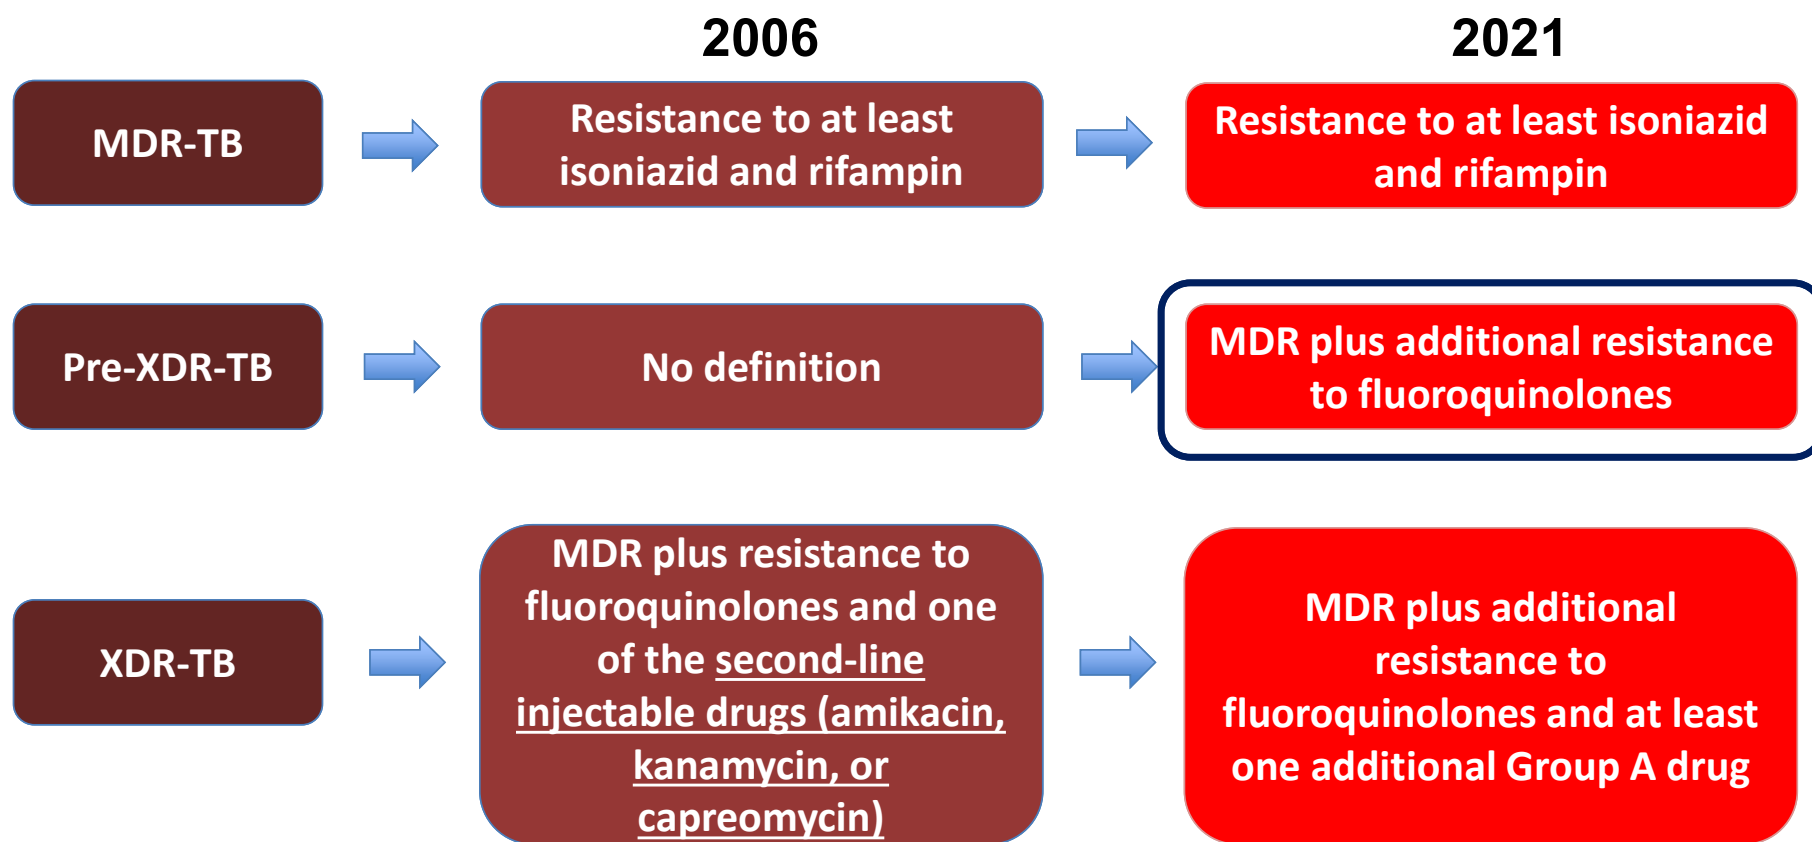 2006
2021
MDR-TB
Resistance to at least
isoniazid and rifampin
Resistance to at least isoniazid
and rifampin
Pre-XDR-TB
No definition
MDR plus additional resistance
to fluoroquinolones
XDR-TB
MDR plus resistance to
fluoroquinolones and one
of the second-line
injectable drugs (amikacin,
kanamycin, or
capreomycin)
MDR plus additional
resistance to
fluoroquinolones and at least
one additional Group A drug